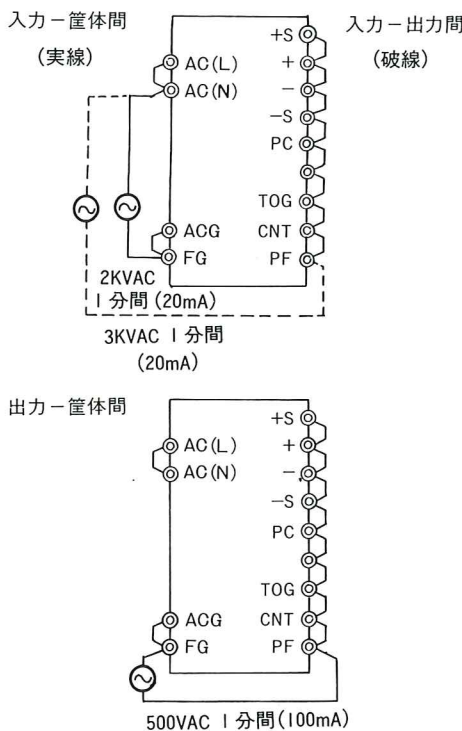 入力－筐体間
(実線)
入力－出力間
(破線)
AC(L)
AC(N)
ACG
FG
+S
+
−
−S
PC
TOG
CNT
PF
2KVAC
1分間(20mA)
3KVAC 1分間
(20mA)
出力－筐体間
AC(L)
AC(N)
ACG
FG
+S
+
−
−S
PC
TOG
CNT
PF
500VAC 1分間(100mA)